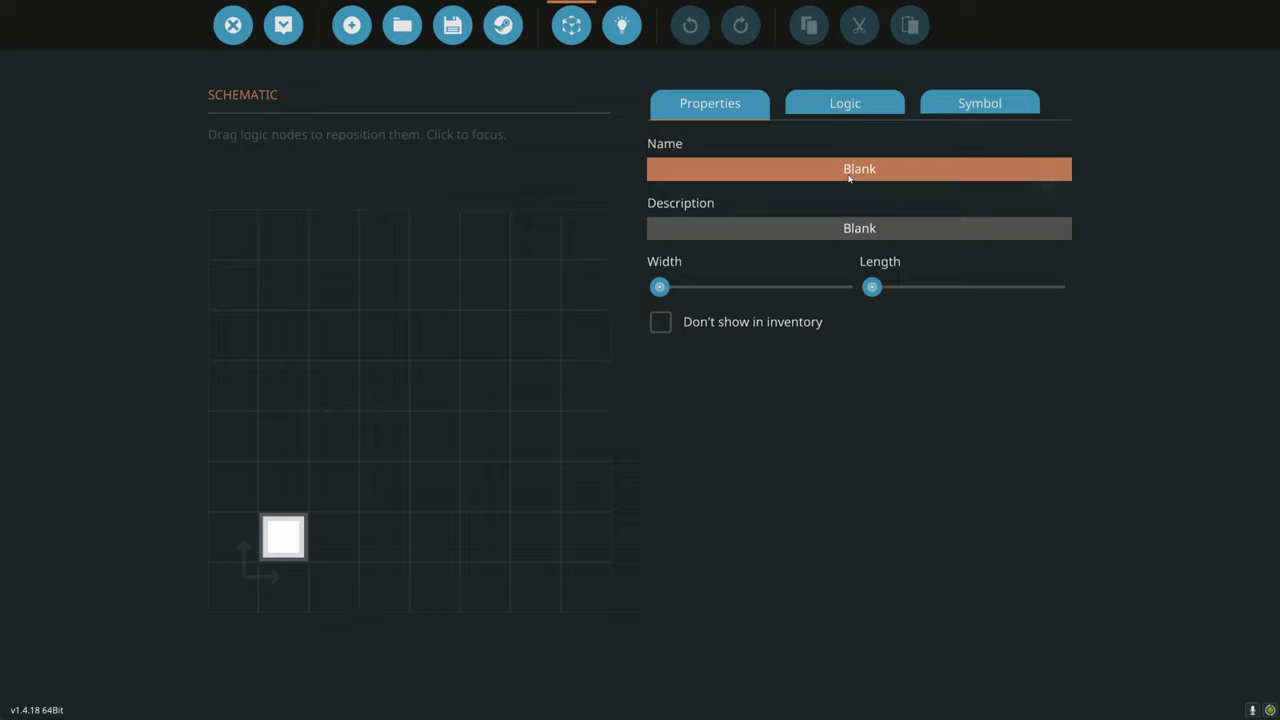 SCHEMATIC
Drag logic nodes to reposition them. Click to focus.
Properties
Logic
Symbol
Name
Blank
Description
Blank
Width
Length
Don't show in inventory
v1.4.18 64Bit